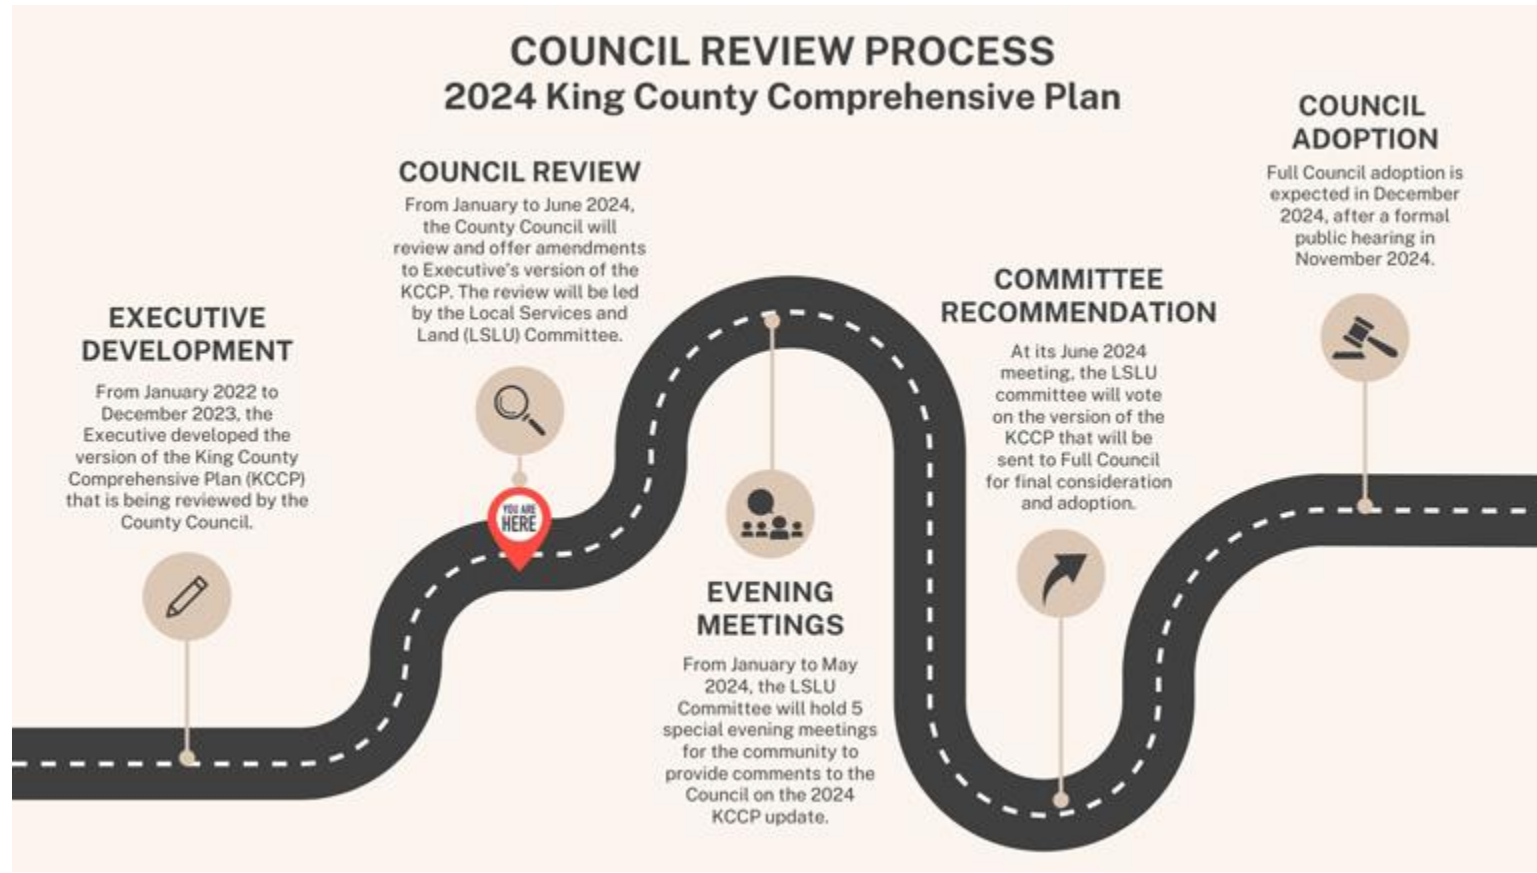 COUNCIL REVIEW PROCESS
2024 King County Comprehensive Plan
EXECUTIVE
DEVELOPMENT
From January 2022 to
December 2023, the
Executive developed the
version of the King County
Comprehensive Plan (KCCP)
that is being reviewed by the
County Council.
COUNCIL REVIEW
From January to June 2024,
the County Council will
review and offer amendments
to Executive's version of the
KCCP. The review will be led
by the Local Services and
Land (LSLU) Committee.
YOU ARE
HERE
EVENING
MEETINGS
From January to May
2024, the LSLU
Committee will hold 5
special evening meetings
for the community to
provide comments to the
Council on the 2024
KCCP update.
COMMITTEE
RECOMMENDATION
At its June 2024
meeting, the LSLU
committee will vote
on the version of the
KCCP that will be
sent to Full Council
for final consideration
and adoption.
COUNCIL
ADOPTION
Full Council adoption is
expected in December
2024, after a formal
public hearing in
November 2024.